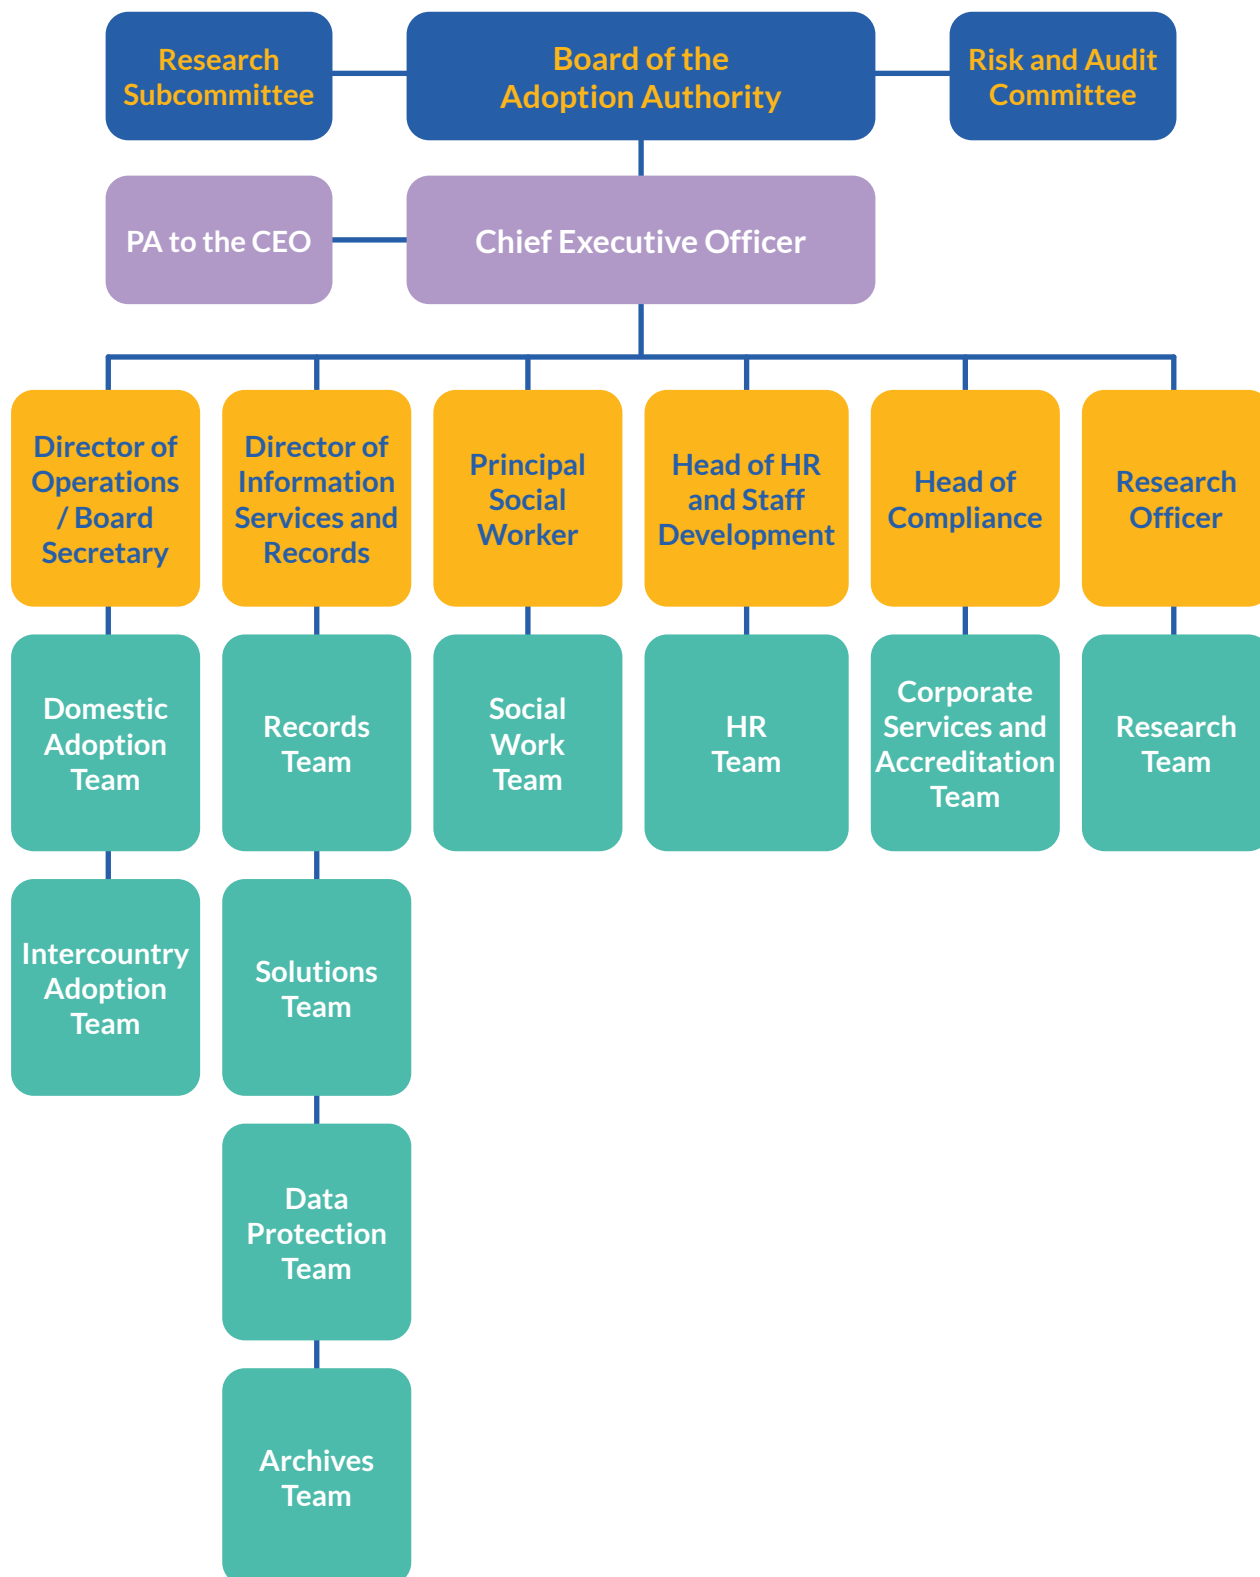 Research
Subcommittee
Board of the
Adoption Authority
Risk and Audit
Committee
PA to the CEO
Chief Executive Officer
Director of
Operations
/ Board
Secretary
Director of
Information
Services and
Records
Principal
Social
Worker
Head of HR
and Staff
Development
Head of
Compliance
Research
Officer
Domestic
Adoption
Team
Records
Team
Social
Work
Team
HR
Team
Corporate
Services and
Accreditation
Team
Research
Team
Intercountry
Adoption
Team
Solutions
Team
Data
Protection
Team
Archives
Team